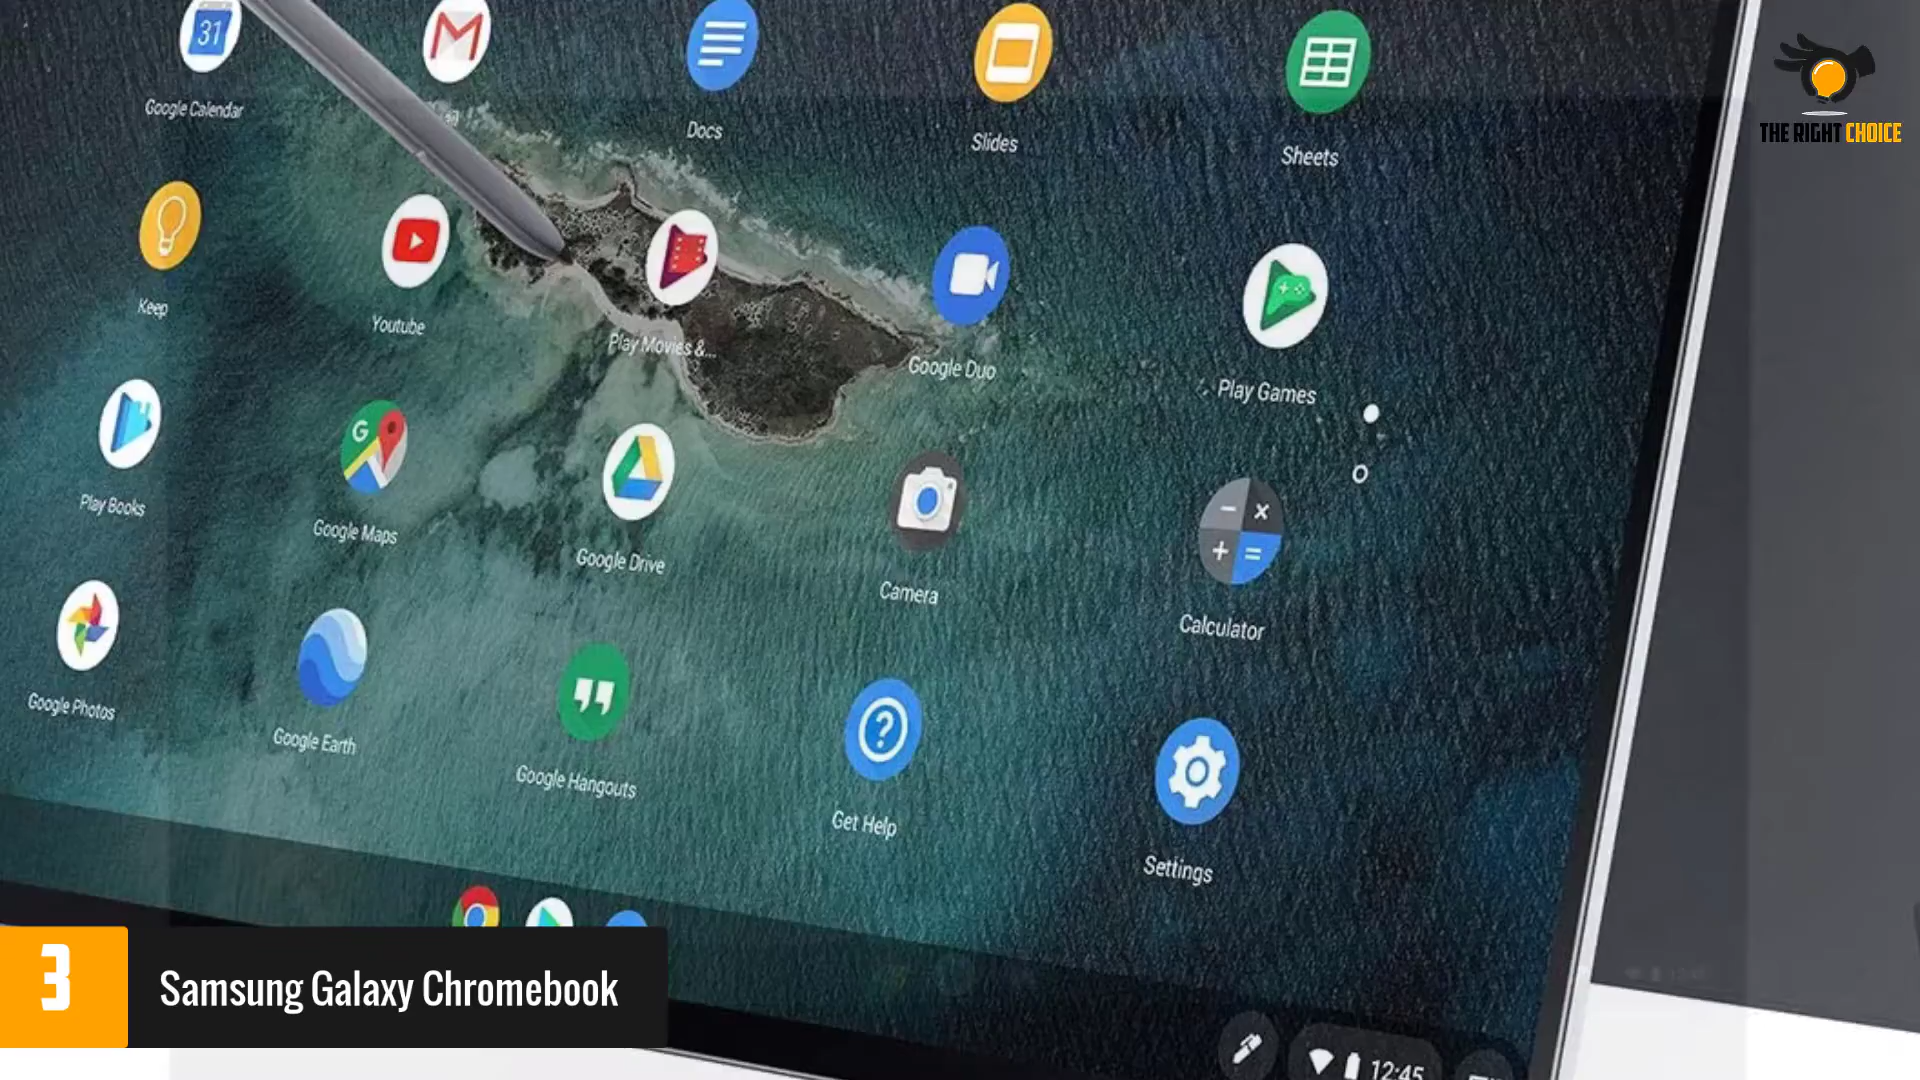 31
THE RIGHT CHOICE
Google Calendar
Docs
Slides
Sheets
Keep
Youtube
Play Movies &...
Google Duo
Play Games
Play Books
G
Google Maps
Google Drive
Camera
Calculator
Google Photos
Google Earth
Google Hangouts
Get Help
Settings
3
Samsung Galaxy Chromebook
12:45